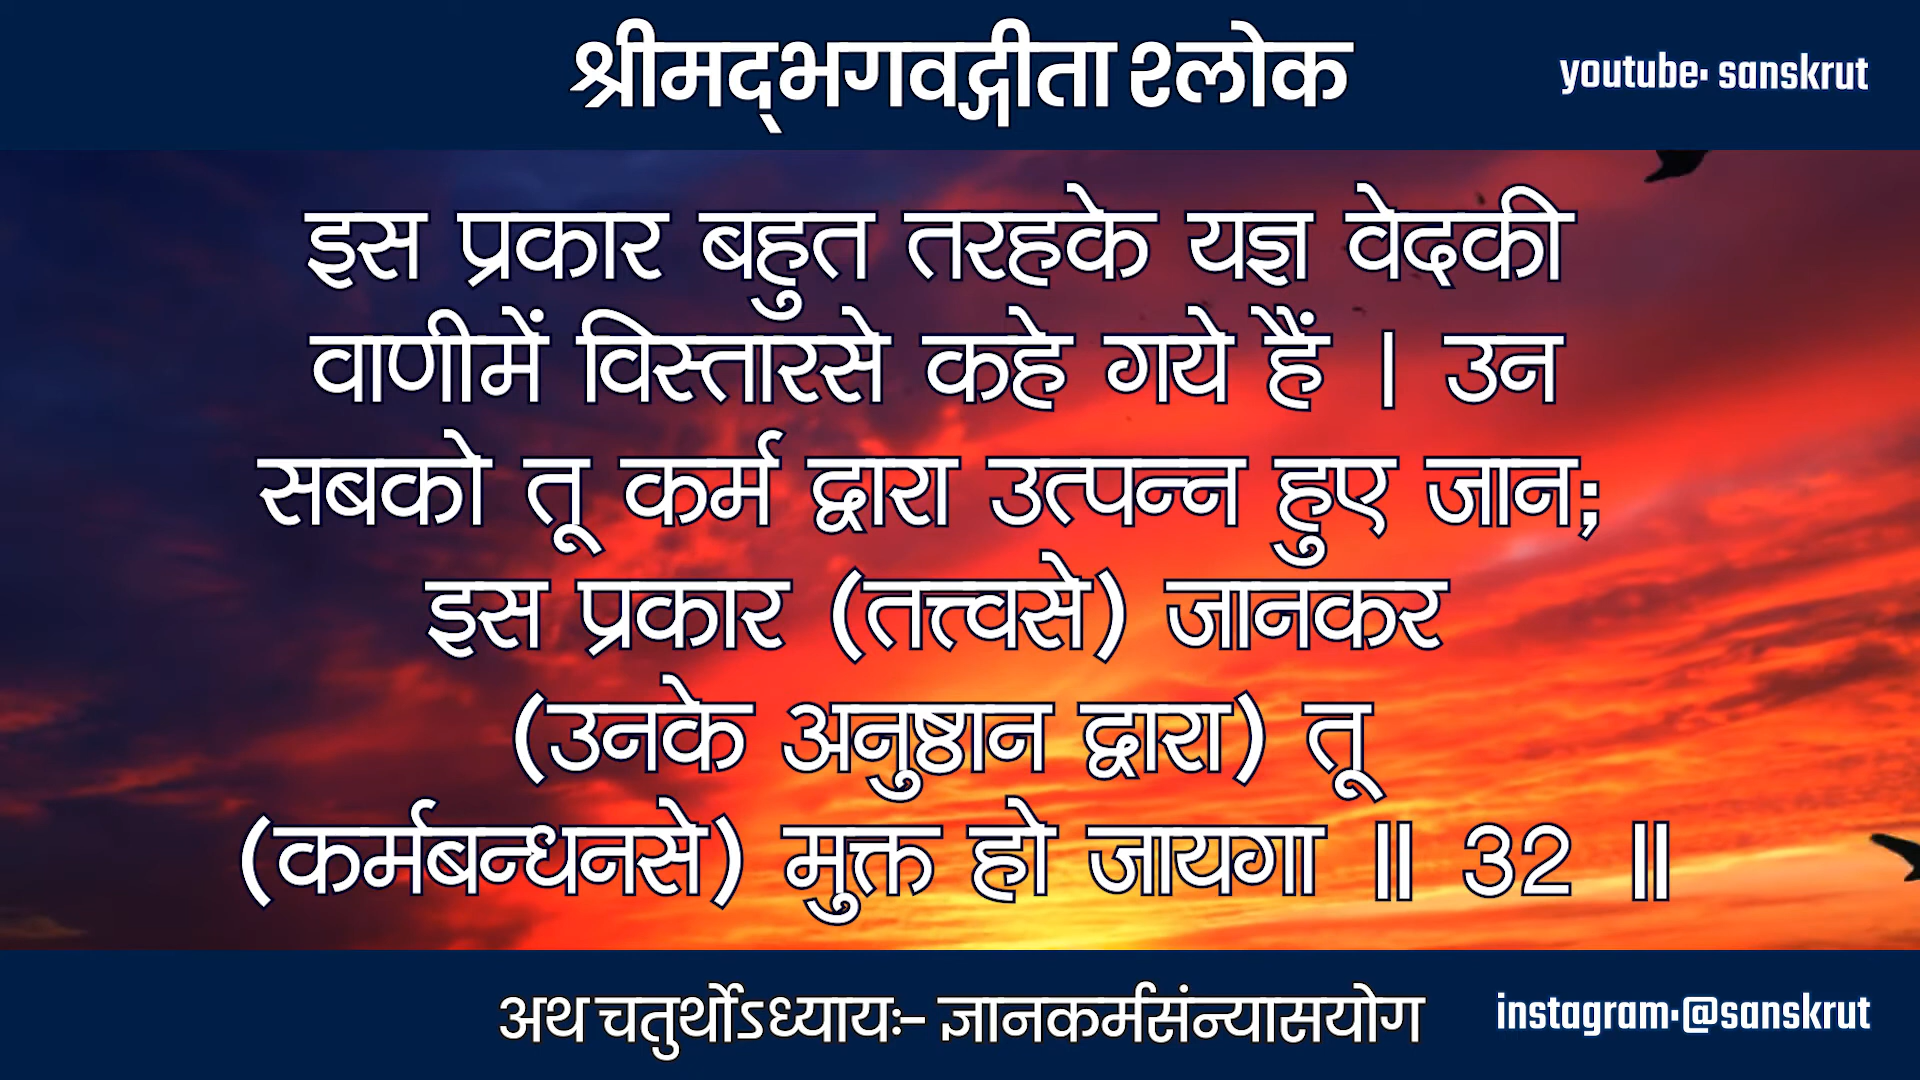 श्रीमद्‌भगवद्गीता श्लोक
youtube: sanskrut
इस प्रकार बहुत तरहके यज्ञ वेदकी
वाणीमें विस्तारसे कहे गये हैं । उन
सबको तू कर्म द्वारा उत्पन्न हुए जान;
इस प्रकार (तत्त्वसे) जानकर
(उनके अनुष्ठान द्वारा) तू
(कर्मबन्धनसे) मुक्त हो जायगा ॥ 32 ॥
अथ चतुर्थोऽध्यायः- ज्ञानकर्मसंन्यासयोग
instagram:@sanskrut